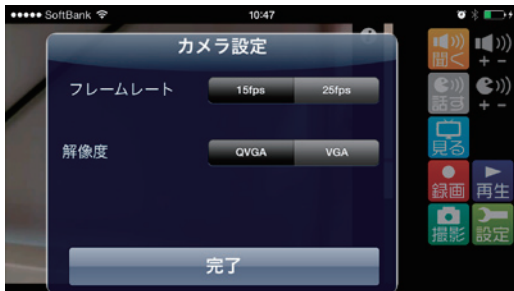 SoftBank 10:47
カメラ設定
フレームレート 15fps 25fps
解像度 QVGA VGA
完了
聞く + -
話す + -
見る
録画 再生
撮影 設定